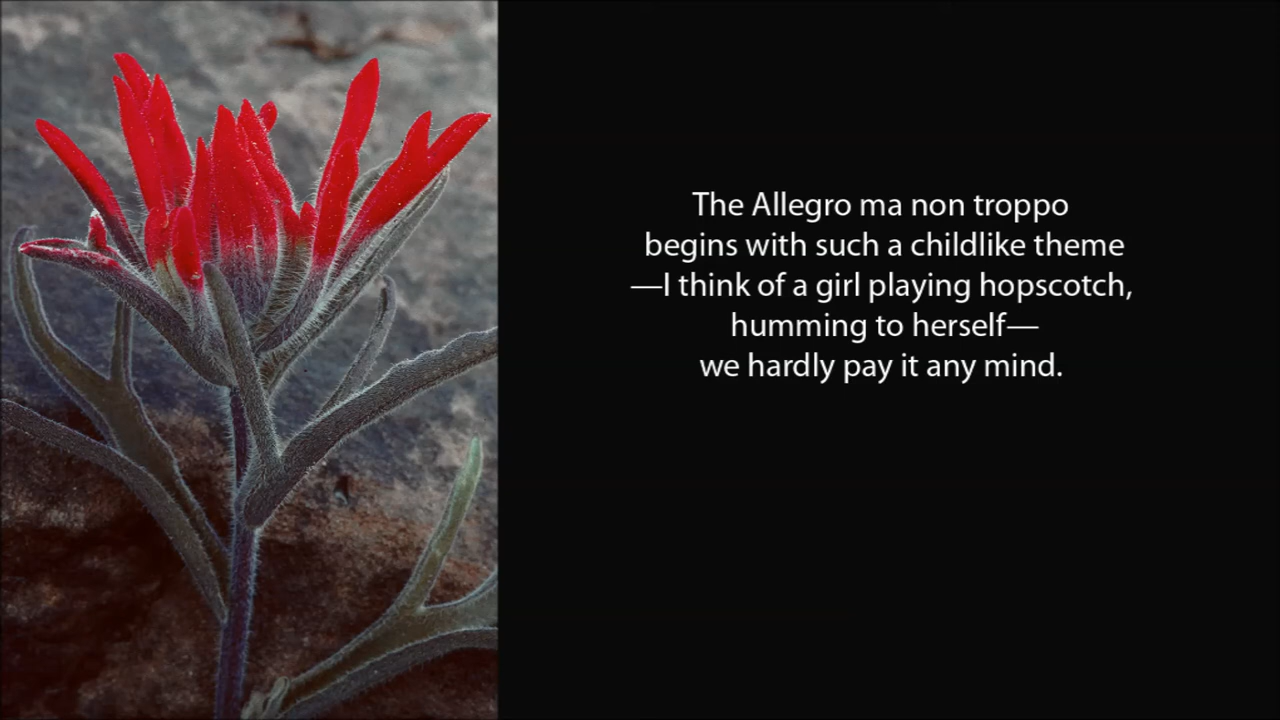 The Allegro ma non troppo
begins with such a childlike theme
—I think of a girl playing hopscotch,
humming to herself—
we hardly pay it any mind.